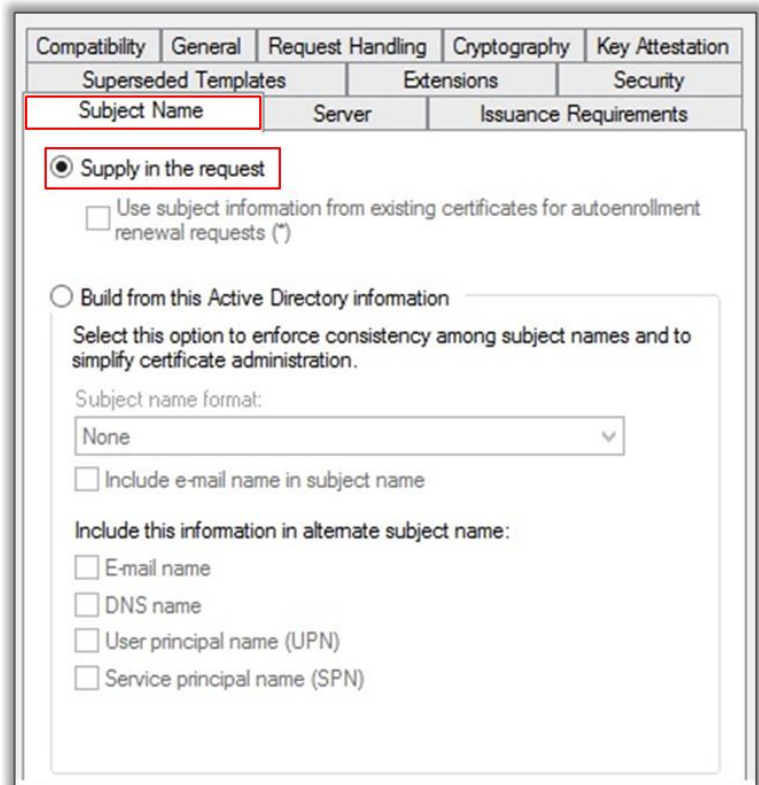 Compatibility General Request Handling Cryptography Key Attestation
Superseded Templates Extensions Security
Subject Name Server Issuance Requirements
Supply in the request
Use subject information from existing certificates for autoenrollment
renewal requests (*)
Build from this Active Directory information
Select this option to enforce consistency among subject names and to
simplify certificate administration.
Subject name format:
None
Include e-mail name in subject name
Include this information in alternate subject name:
E-mail name
DNS name
User principal name (UPN)
Service principal name (SPN)